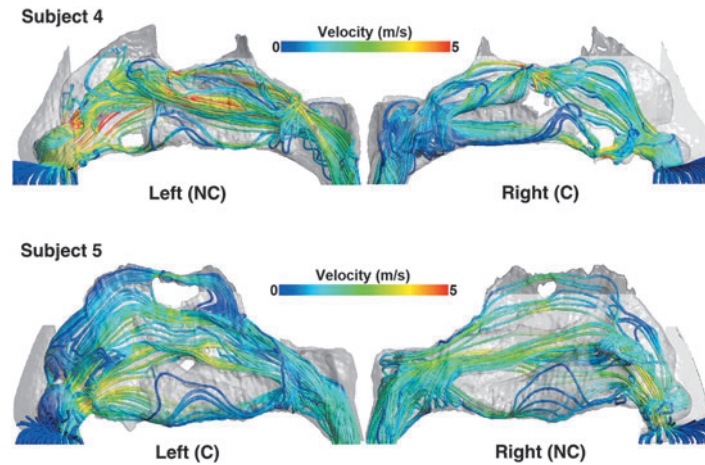 Subject 4
Velocity (m/s)
0 5
Left (NC)
Right (C)
Subject 5
Velocity (m/s)
0 5
Left (C)
Right (NC)